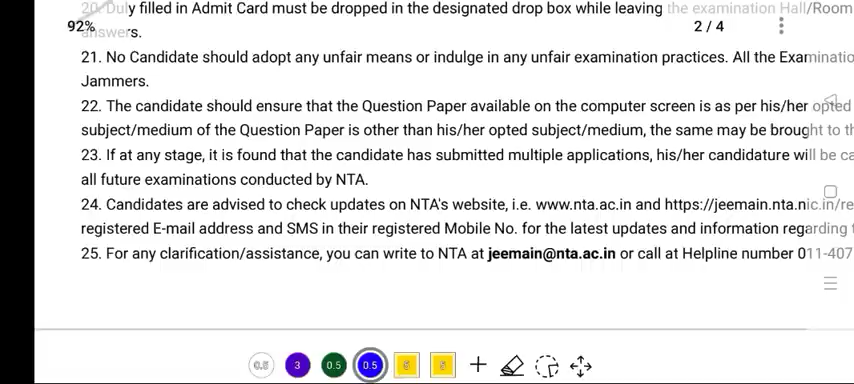 20. Duly filled in Admit Card must be dropped in the designated drop box while leaving the examination Hall/Room
answers.
92%
2 / 4
21. No Candidate should adopt any unfair means or indulge in any unfair examination practices. All the Examinatio
Jammers.
22. The candidate should ensure that the Question Paper available on the computer screen is as per his/her opted
subject/medium of the Question Paper is other than his/her opted subject/medium, the same may be brought to th
23. If at any stage, it is found that the candidate has submitted multiple applications, his/her candidature will be ca
all future examinations conducted by NTA.
24. Candidates are advised to check updates on NTA's website, i.e. www.nta.ac.in and https://jeemain.nta.nic.in/re
registered E-mail address and SMS in their registered Mobile No. for the latest updates and information regarding t
25. For any clarification/assistance, you can write to NTA at jeemain@nta.ac.in or call at Helpline number 011-407
0.5 3 0.5 0.5